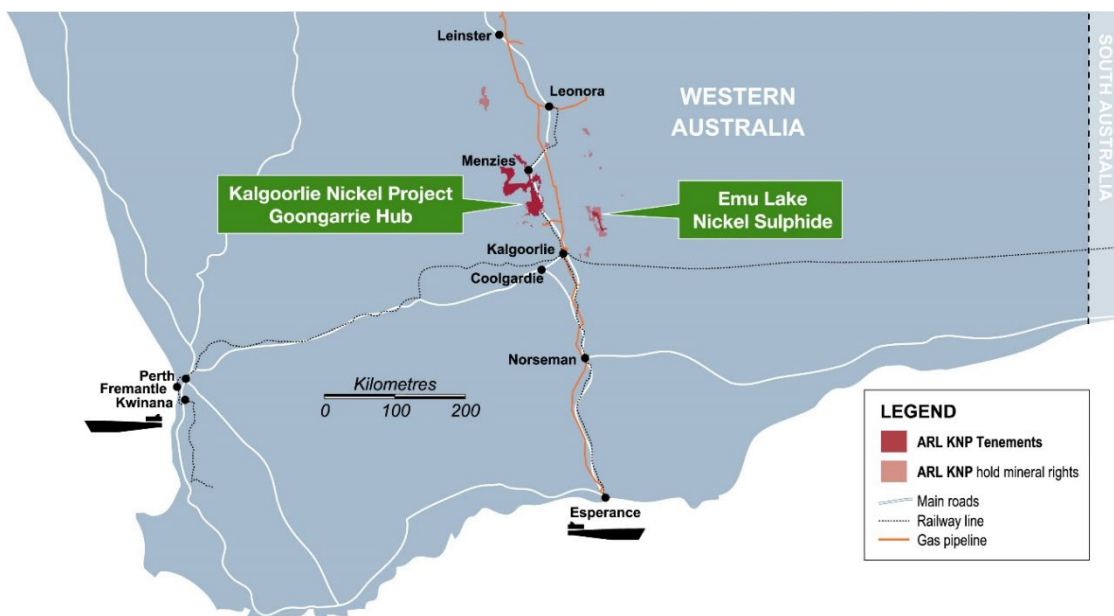 Leinster
Leonora
WESTERN
AUSTRALIA
SOUTH AUSTRALIA
Menzies
Kalgoorlie Nickel Project
Goongarrie Hub
Emu Lake
Nickel Sulphide
Kalgoorlie
Coolgardie
Norseman
Perth
Fremantle
Kwinana
Kilometres
0 100 200
Esperance
LEGEND
ARL KNP Tenements
ARL KNP hold mineral rights
Main roads
Railway line
Gas pipeline